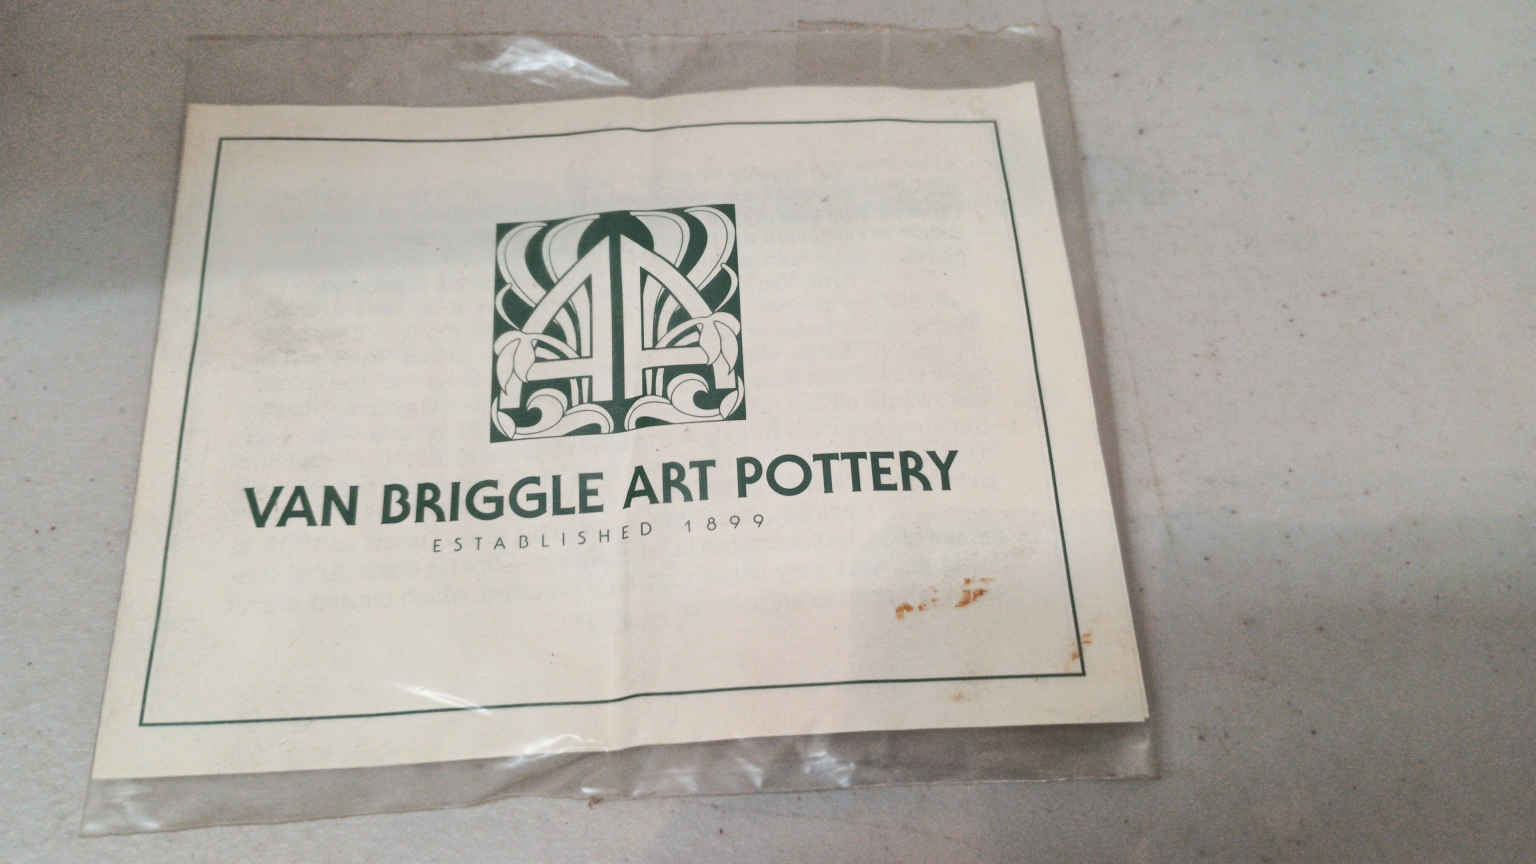 VAN BRIGGLE ART POTTERY
ESTABLISHED 1899